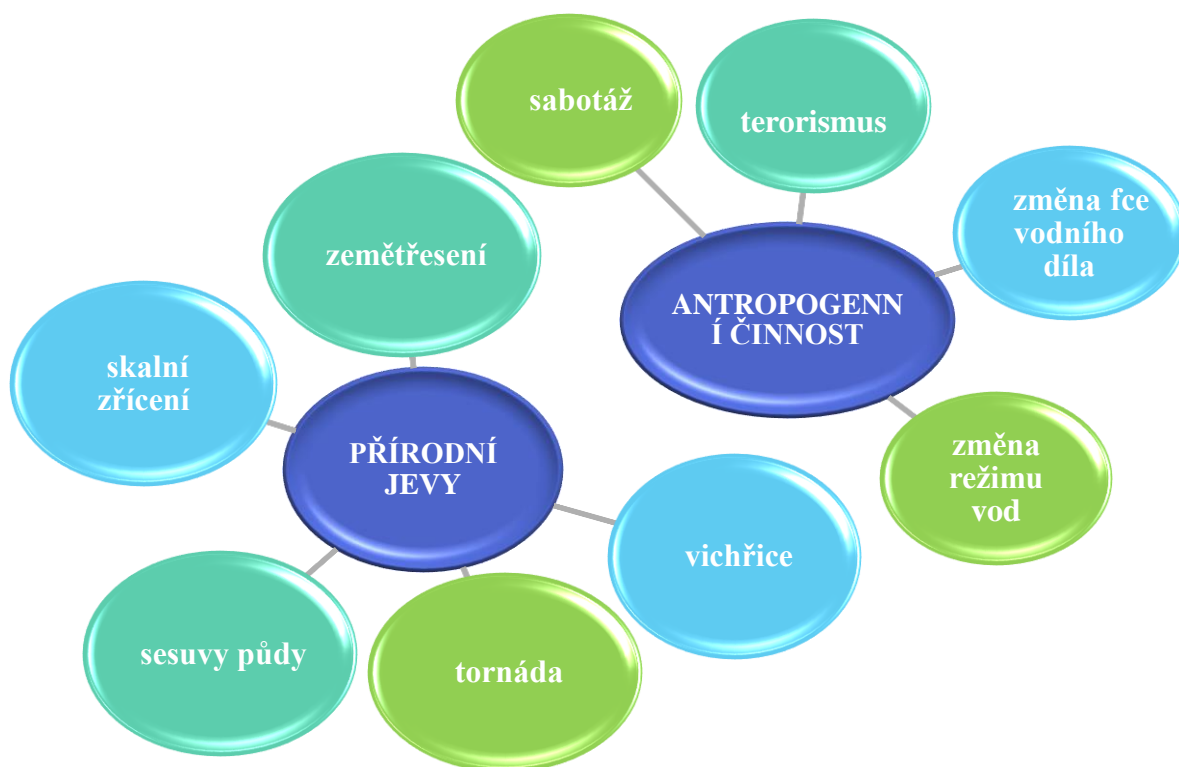 sabotáž
terorismus
změna fce
vodního
díla
zemětřesení
ANTROPOGENN
Í ČINNOST
skalní
zřícení
PŘÍRODNÍ
JEVY
změna
režimu
vod
vichřice
sesuvy půdy
tornáda